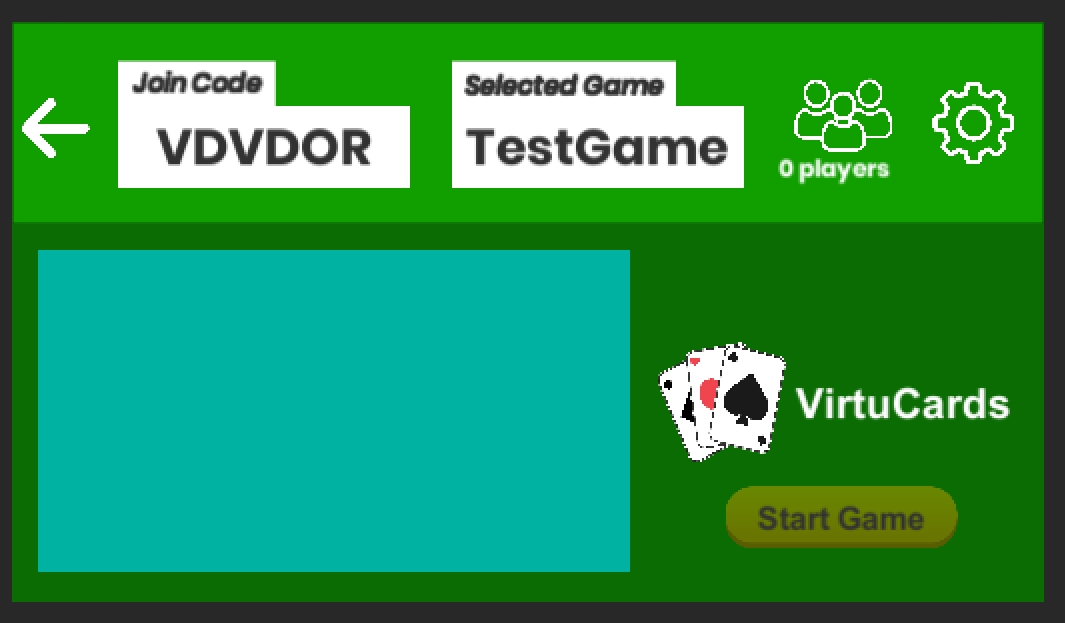 Join Code
VDVDOR
Selected Game
TestGame
0 players
VirtuCards
Start Game